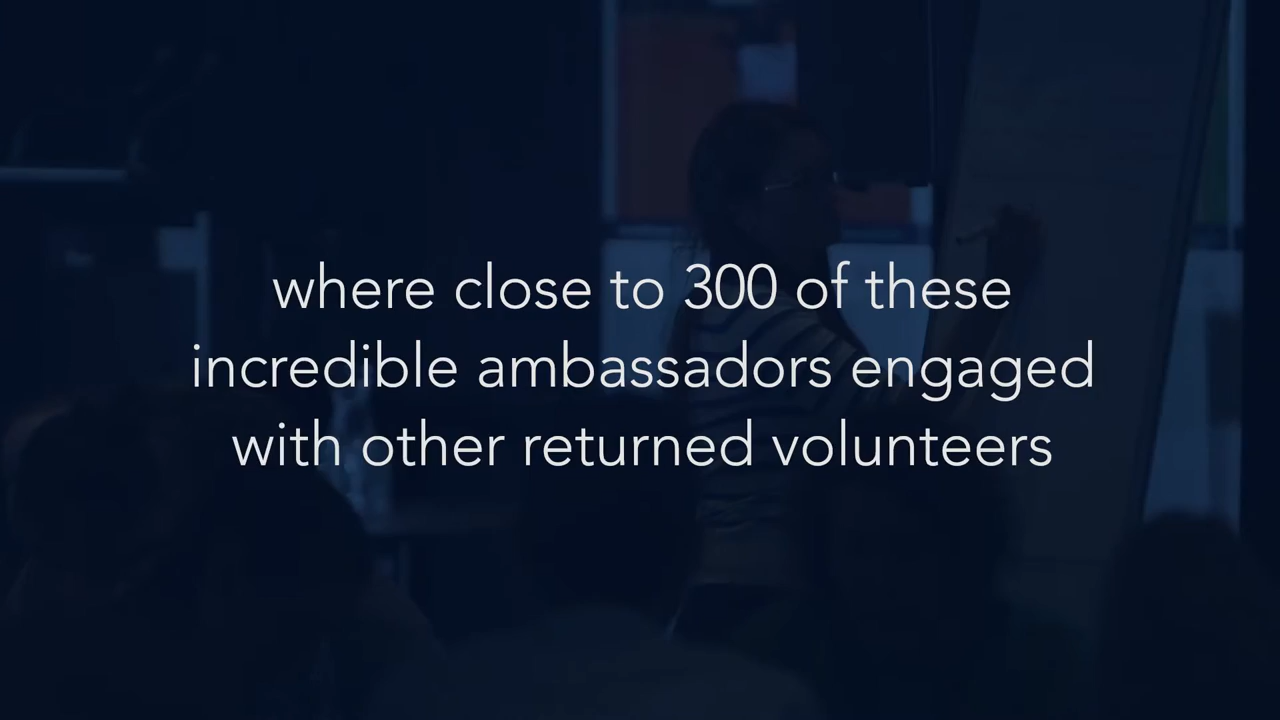 where close to 300 of these
incredible ambassadors engaged
with other returned volunteers